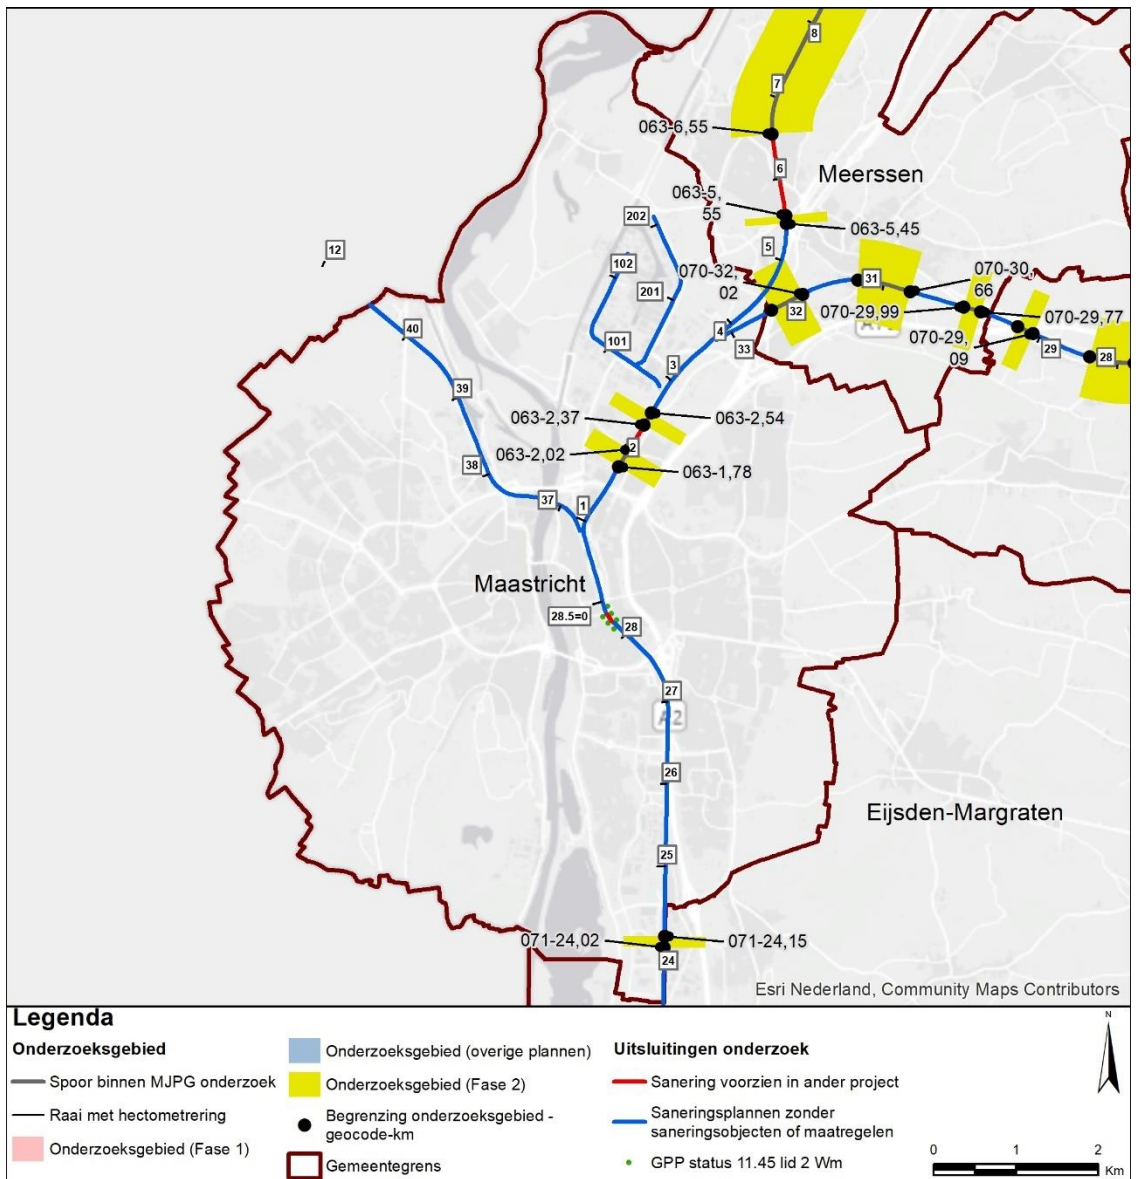 8
7
063-6,55
6
Meerssen
063-5,
55
202
063-5,45
12
5
102
070-32,
02
31
070-30,
66
201
32
070-29,99
070-29,77
40
4
33
101
070-29,
09
29
28
3
39
063-2,37
063-2,54
2
063-2,02
38
063-1,78
37
1
Maastricht
28.5=0
28
27
A2
26
Eijsden-Margraten
25
071-24,02
071-24,15
24
Esri Nederland, Community Maps Contributors
Legenda
Onderzoeksgebied
Spoor binnen MJPG onderzoek
Raai met hectometrering
Onderzoeksgebied (Fase 1)
Onderzoeksgebied (overige plannen)
Onderzoeksgebied (Fase 2)
Begrenzing onderzoeksgebied -
geocode-km
Gemeentegrens
Uitsluitingen onderzoek
Sanering voorzien in ander project
Saneringsplannen zonder
saneringsobjecten of maatregelen
GPP status 11.45 lid 2 Wm
N
0 1 2
Km